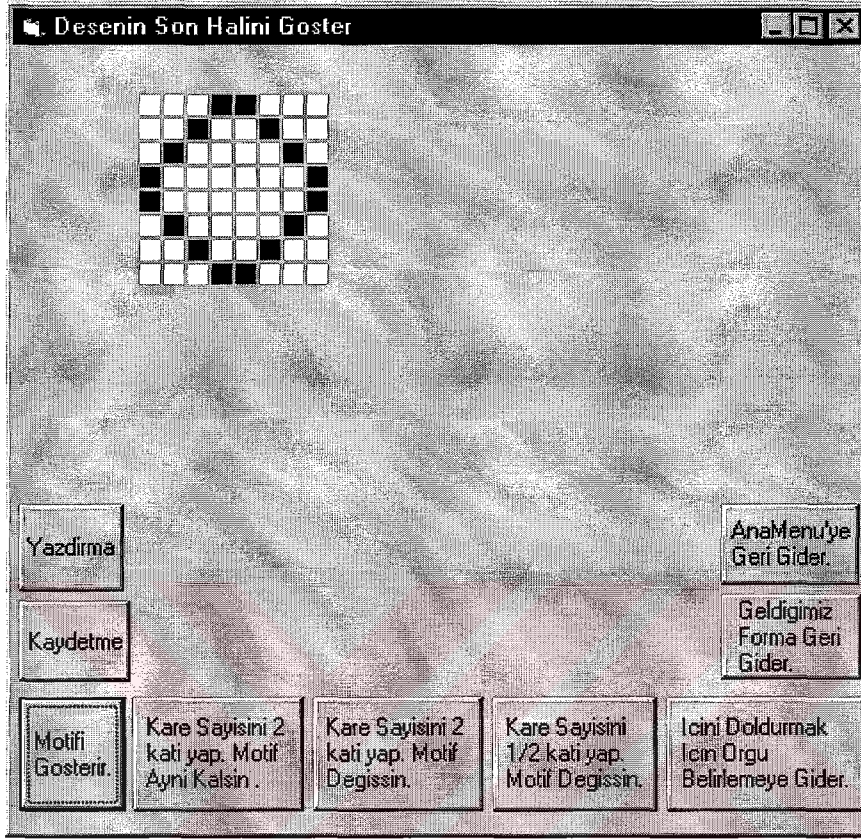 Desenin Son Halini Goster
Yazdirma
AnaMenu'ye
Geri Gider.
Kaydetme
Geldigimiz
Forma Geri
Gider.
Motifi
Gosterir.
Kare Sayisini 2
kati yap. Motif
Ayni Kalsin .
Kare Sayisini 2
kati yap. Motif
Degissin.
Kare Sayisini
1/2 kati yap.
Motif Degissin.
Icini Doldurmak
Icin Orgu
Belirlemeye Gider.